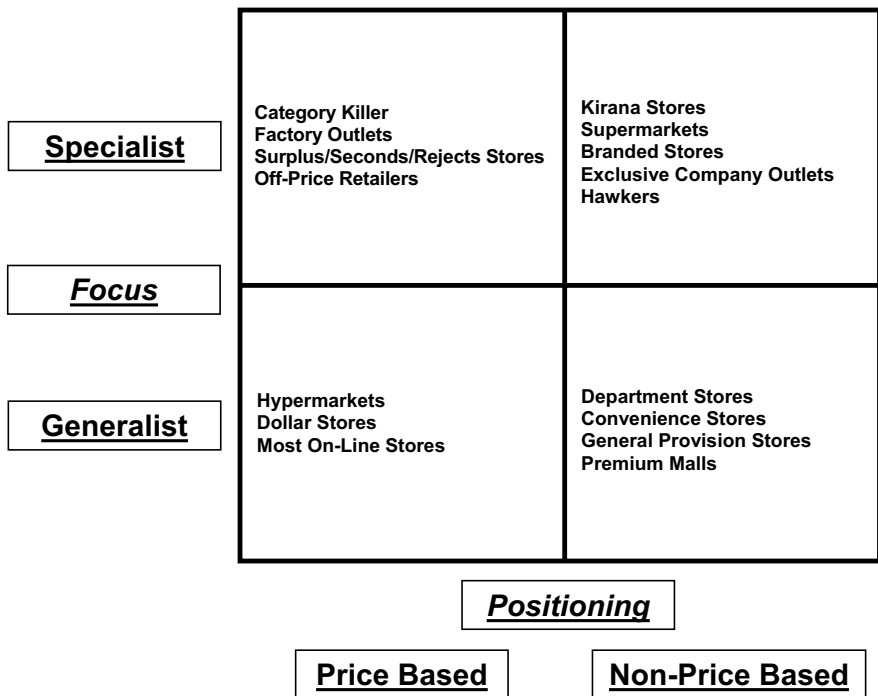 Specialist
Category Killer
Factory Outlets
Surplus/Seconds/Rejects Stores
Off-Price Retailers
Kirana Stores
Supermarkets
Branded Stores
Exclusive Company Outlets
Hawkers
Focus
Generalist
Hypermarkets
Dollar Stores
Most On-Line Stores
Department Stores
Convenience Stores
General Provision Stores
Premium Malls
Positioning
Price Based
Non-Price Based